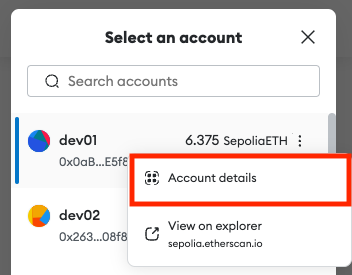 Select an account
Search accounts
dev01 6.375 SepoliaETH
0x0aB...E5f8
Account details
dev02
0x263...08f8
View on explorer
sepolia.etherscan.io